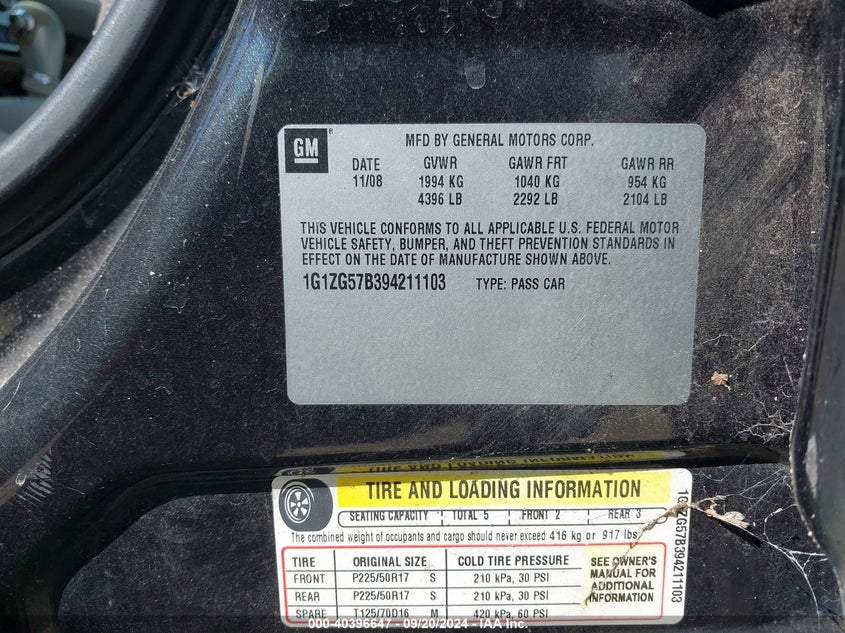 GM
MFD BY GENERAL MOTORS CORP.
DATE GVWR GAWR FRT GAWR RR
11/08 1994 KG 1040 KG 954 KG
4396 LB 2292 LB 2104 LB
THIS VEHICLE CONFORMS TO ALL APPLICABLE U.S. FEDERAL MOTOR
VEHICLE SAFETY, BUMPER, AND THEFT PREVENTION STANDARDS IN
EFFECT ON THE DATE OF MANUFACTURE SHOWN ABOVE.
1G1ZG57B394211103 TYPE: PASS CAR
TIRE AND LOADING INFORMATION
SEATING CAPACITY TOTAL 5 FRONT 2 REAR 3
The combined weight of occupants and cargo should never exceed 416 kg or 917 lbs.
TIRE ORIGINAL SIZE COLD TIRE PRESSURE
FRONT P225/50R17 S 210 kPa, 30 PSI
REAR P225/50R17 S 210 kPa, 30 PSI
SPARE T125/70D16 M 420 kPa, 60 PSI
SEE OWNER'S
MANUAL FOR
ADDITIONAL
INFORMATION
1G1ZG57B394211103
000-40396647 - 09/20/2024 - IAA Inc.